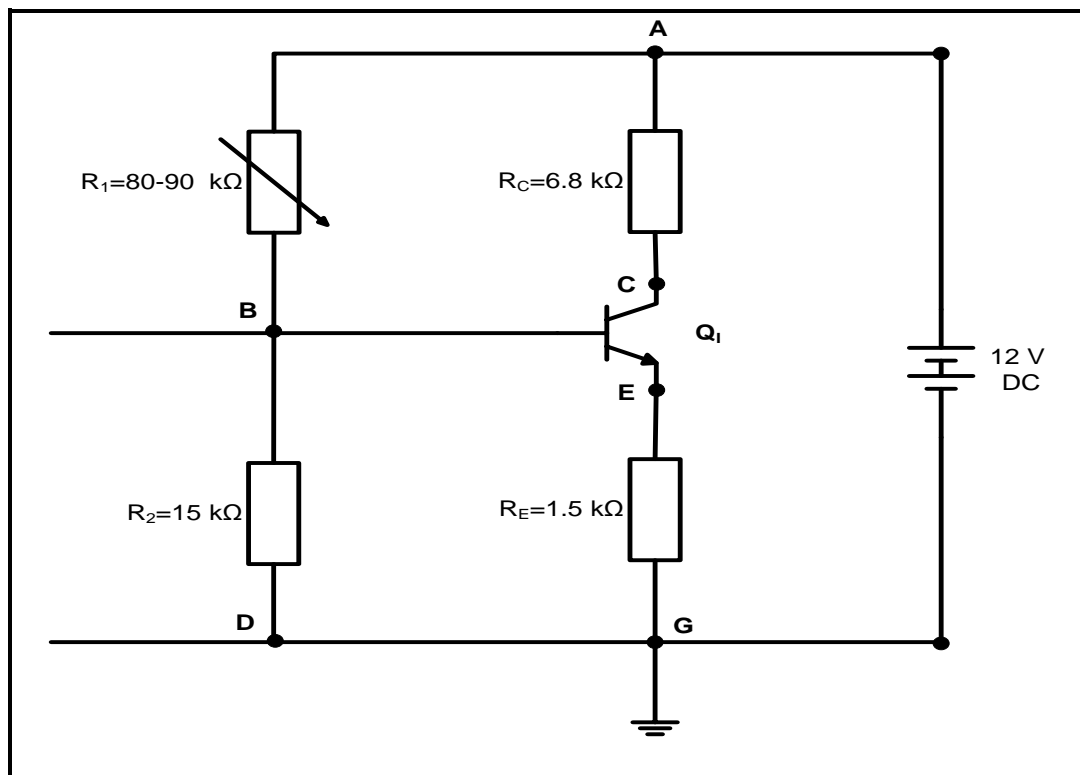 A
R₁=80-90 kΩ
R_C=6.8 kΩ
C
B
Q_I
12 V
DC
E
R₂=15 kΩ
R_E=1.5 kΩ
D
G